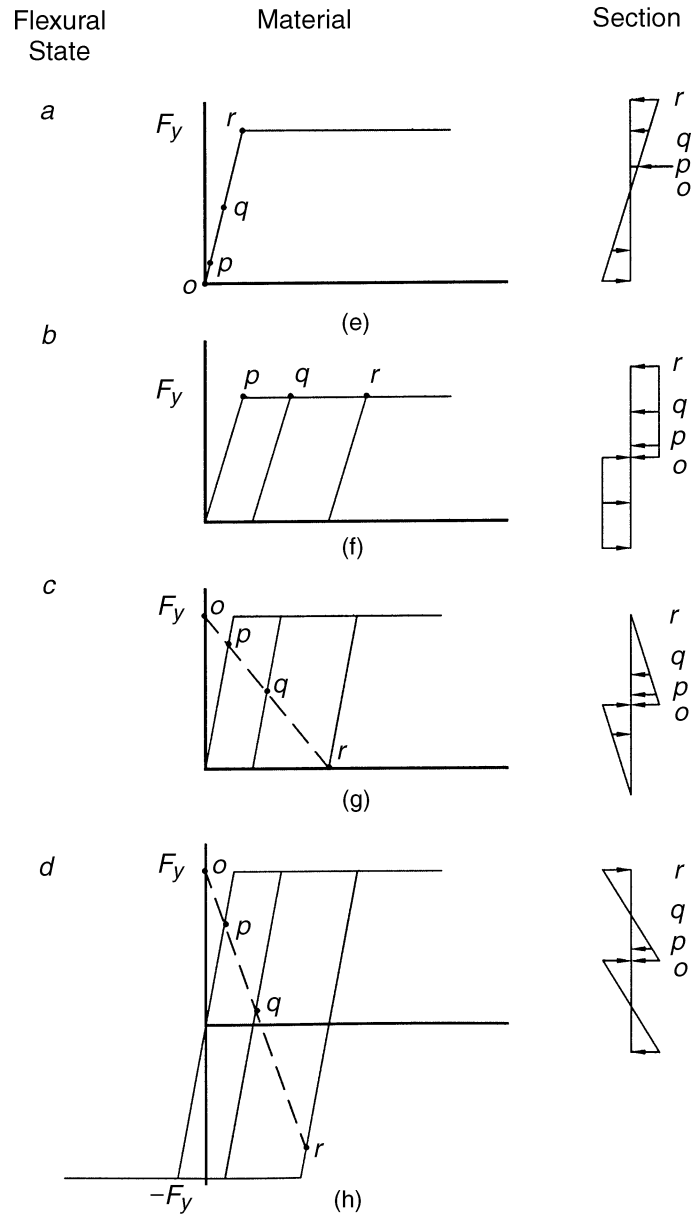 Flexural Material Section
State
a
F_y r
q
p
o
(e)
r
q
p
o
b
F_y p q r
(f)
r
q
p
o
c
F_y o
p
q
r
(g)
r
q
p
o
d
F_y o
p
q
r
−F_y (h)
r
q
p
o